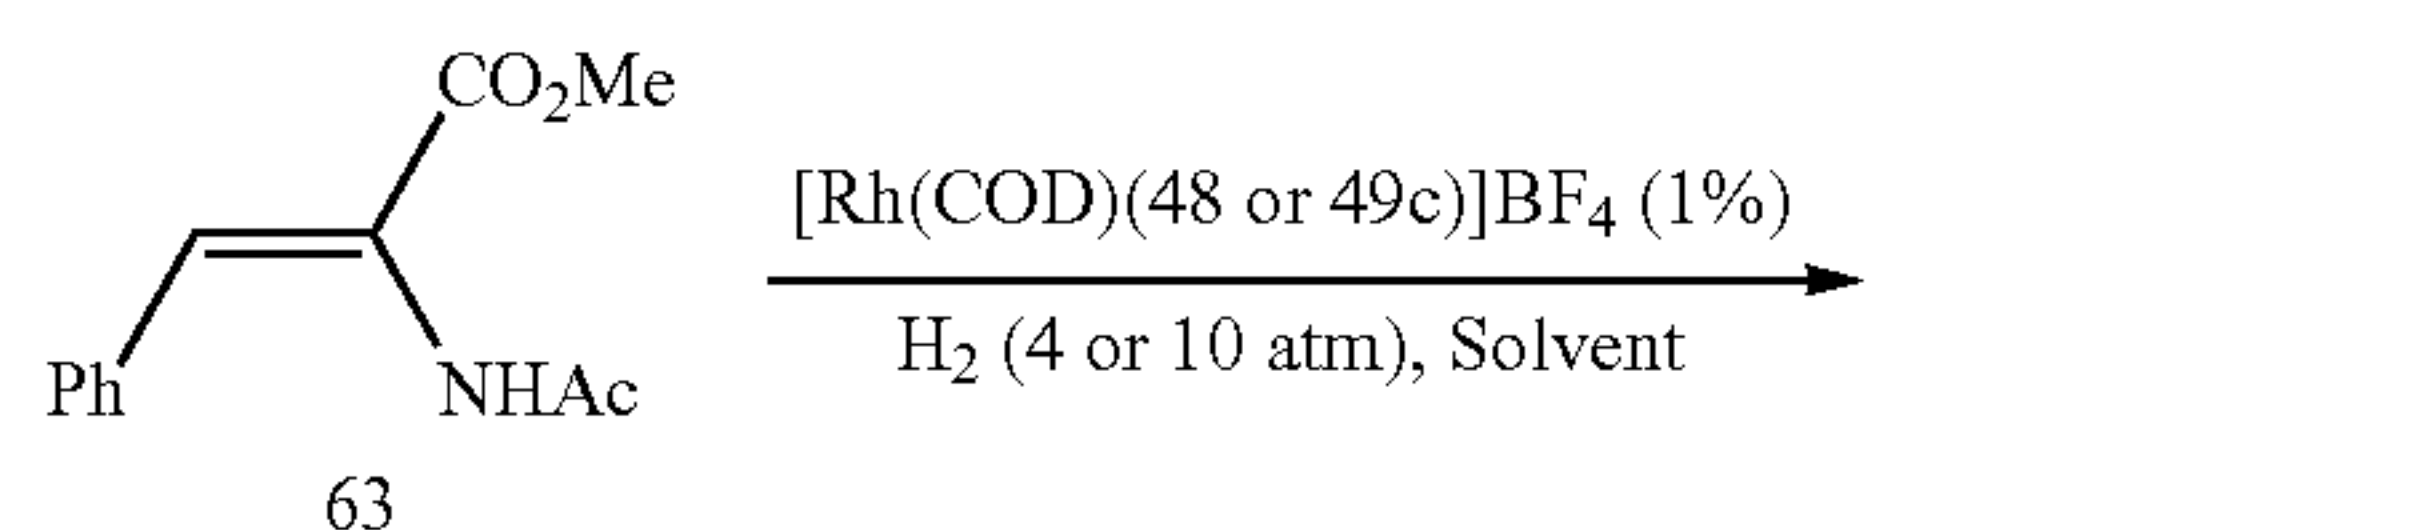 CO2Me
[Rh(COD)(48 or 49c)]BF4 (1%)
H2 (4 or 10 atm), Solvent
Ph
NHAc
63